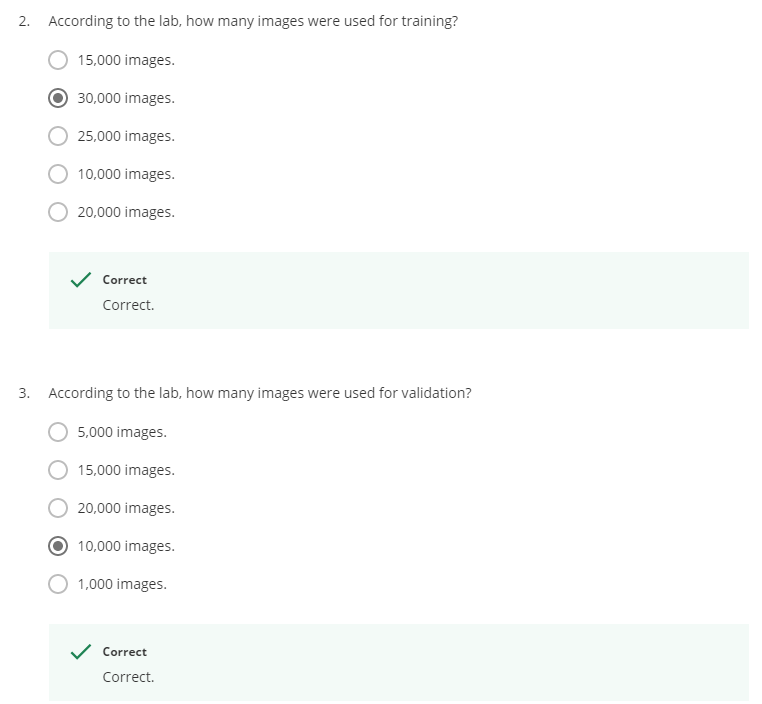 2. According to the lab, how many images were used for training?
15,000 images.
30,000 images.
25,000 images.
10,000 images.
20,000 images.
Correct
Correct.
3. According to the lab, how many images were used for validation?
5,000 images.
15,000 images.
20,000 images.
10,000 images.
1,000 images.
Correct
Correct.